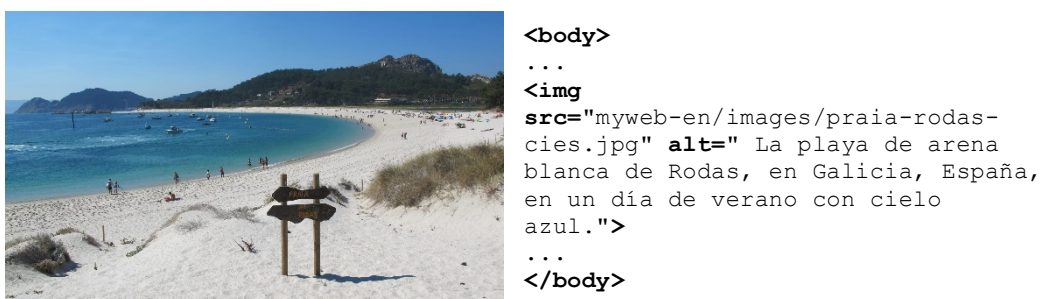 <body>
...
<img
src="myweb-en/images/praia-rodas-
cies.jpg" alt=" La playa de arena
blanca de Rodas, en Galicia, España,
en un día de verano con cielo
azul.">
...
</body>